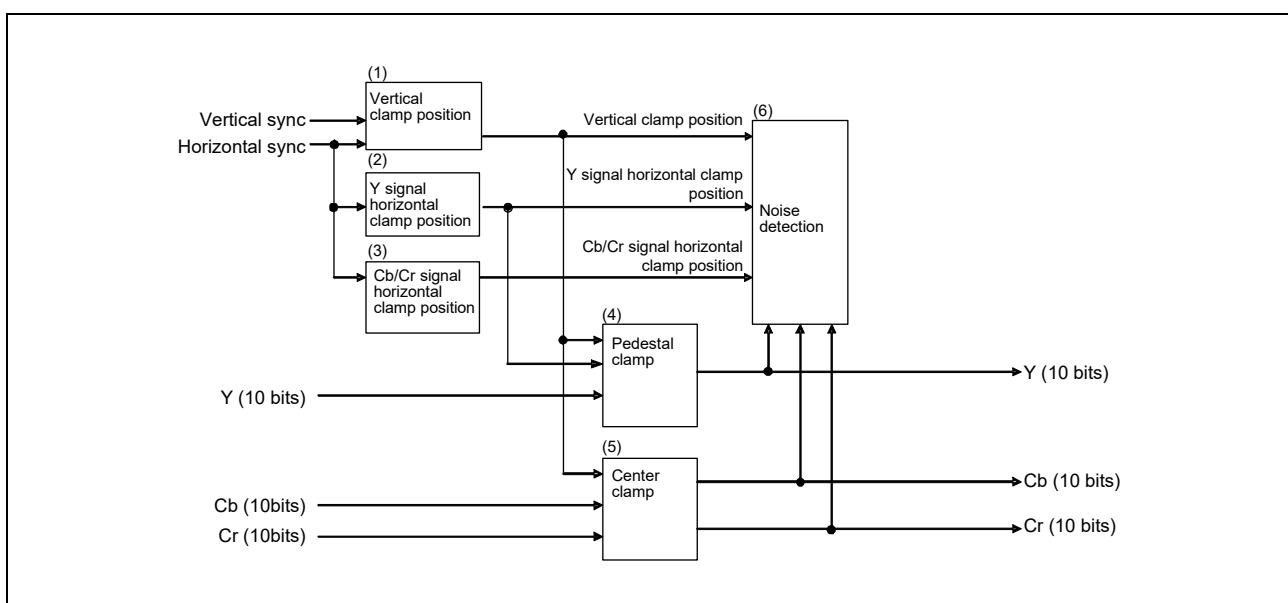 (1)
Vertical
clamp position
Vertical sync
Horizontal sync
(2)
Y signal
horizontal
clamp position
(3)
Cb/Cr signal
horizontal
clamp position
Vertical clamp position
Y signal horizontal clamp
position
Cb/Cr signal horizontal
clamp position
(6)
Noise
detection
(4)
Pedestal
clamp
Y (10 bits)
Y (10 bits)
(5)
Center
clamp
Cb (10bits)
Cr (10bits)
Cb (10 bits)
Cr (10 bits)